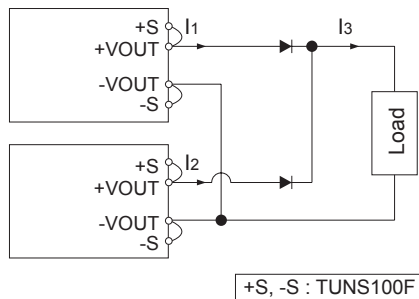 +S
I1
+VOUT
I3
-VOUT
-S
Load
+S
I2
+VOUT
-VOUT
-S
+S, -S : TUNS100F